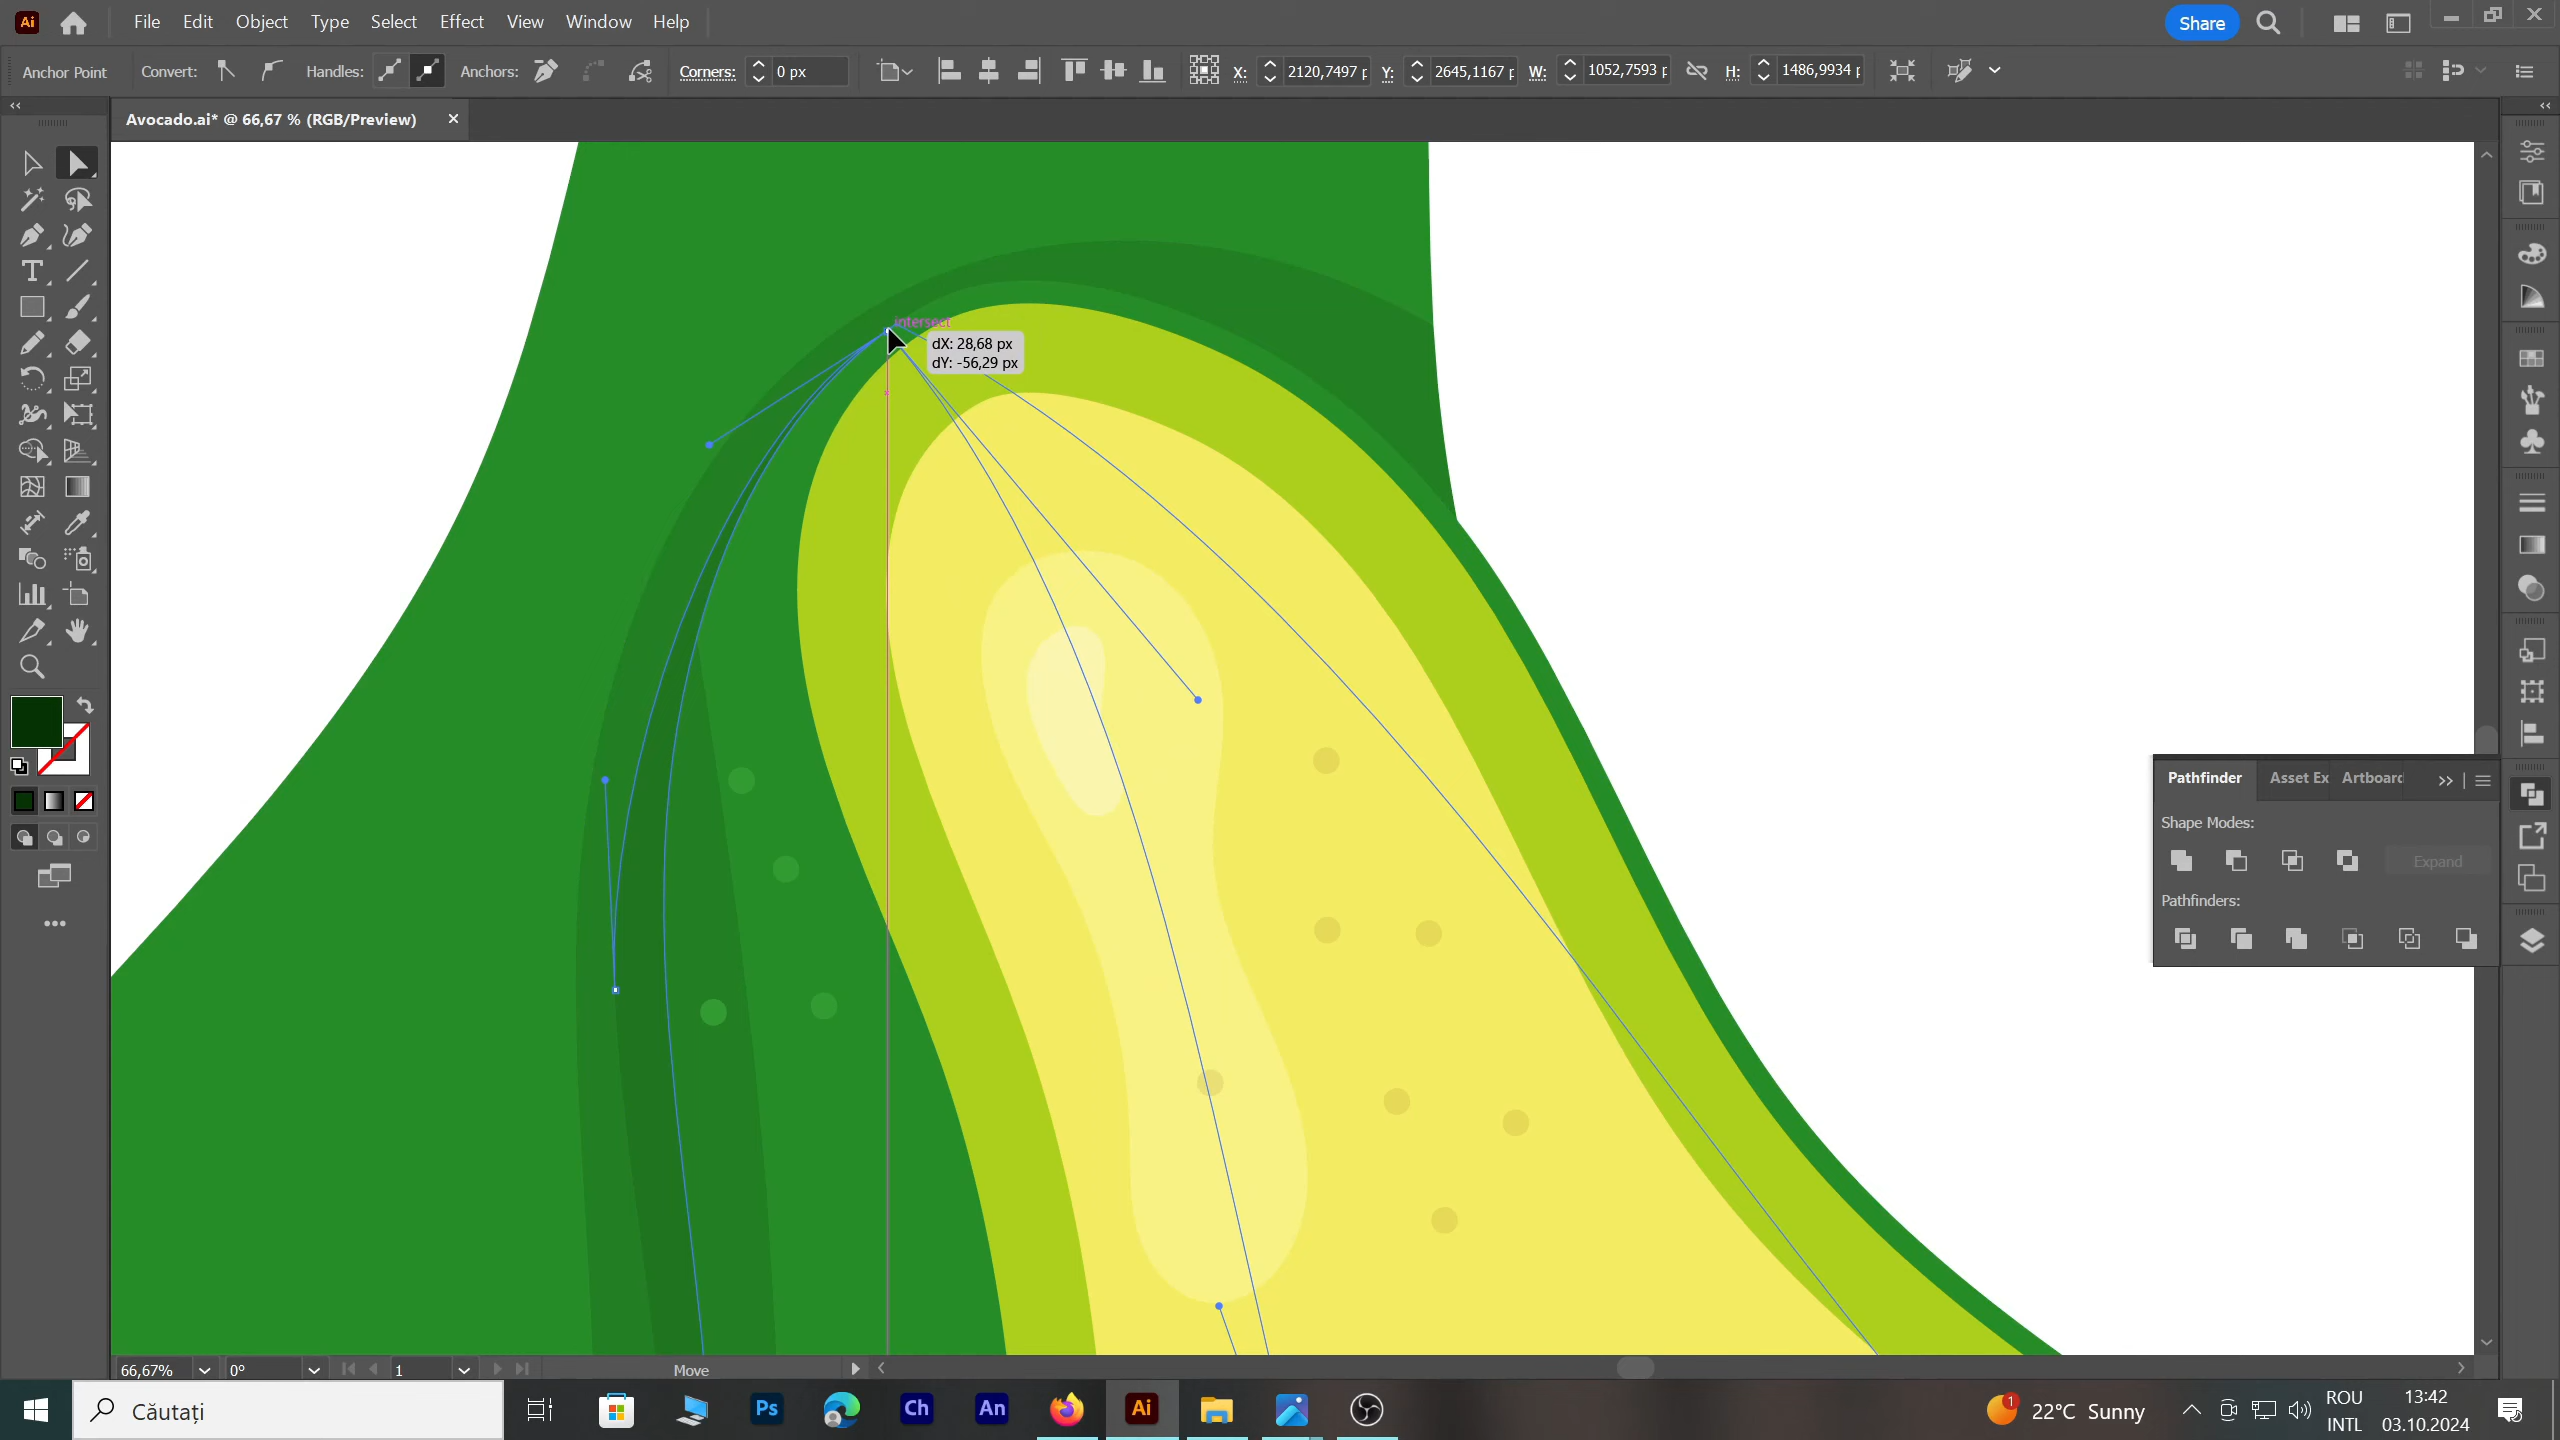 Ai File Edit Object Type Select Effect View Window Help Share
Anchor Point Convert: Handles: Anchors: Corners: 0 px X: 2120,7497 p Y: 2645,1167 p W: 1052,7593 p H: 1486,9934 p
Avocado.ai* @ 66,67 % (RGB/Preview)
intersect
dX: 28,68 px
dY: -56,29 px
Pathfinder Asset Ex Artboard
Shape Modes:
Expand
Pathfinders:
66,67% 0° 1 Move
Căutați Ps Ch An Ai 1 22°C Sunny ROU 13:42
INTL 03.10.2024